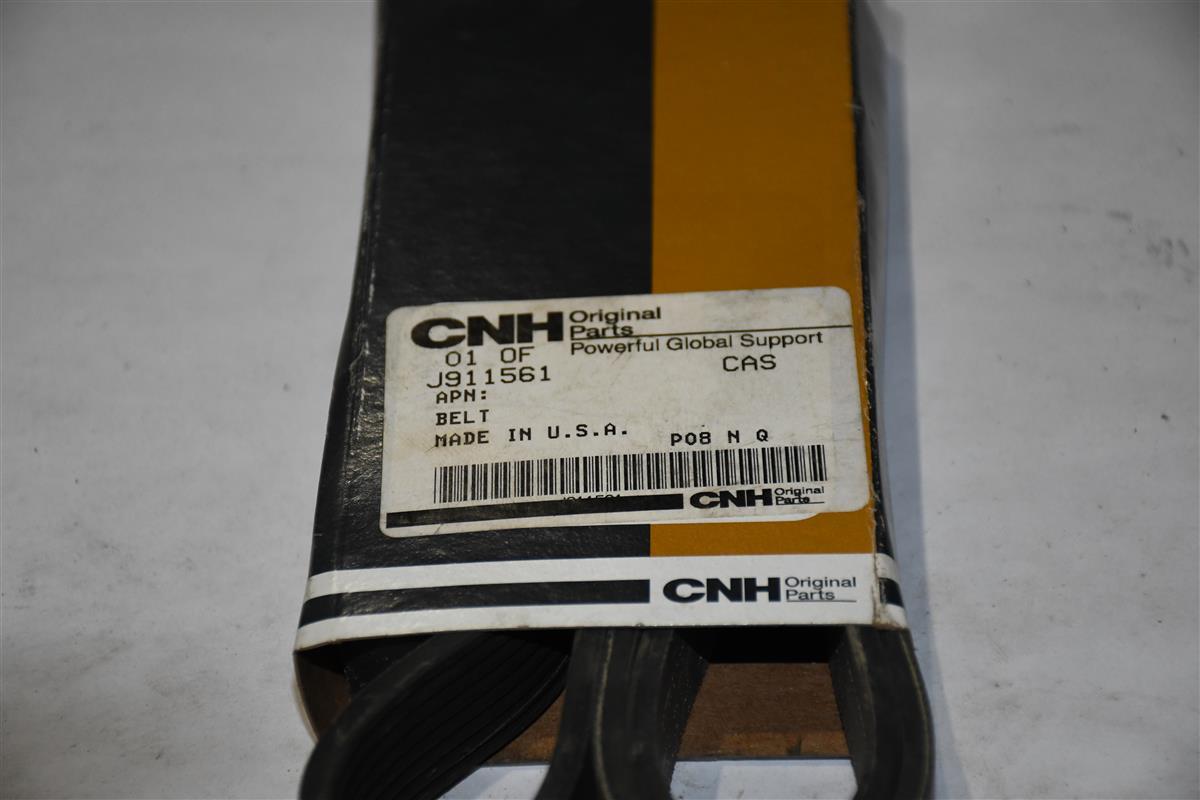 CNH Original
Parts
Powerful Global Support
01 OF
J911561 CAS
APN:
BELT
MADE IN U.S.A. P08 N Q
CNH Original
Parts
CNH Original
Parts